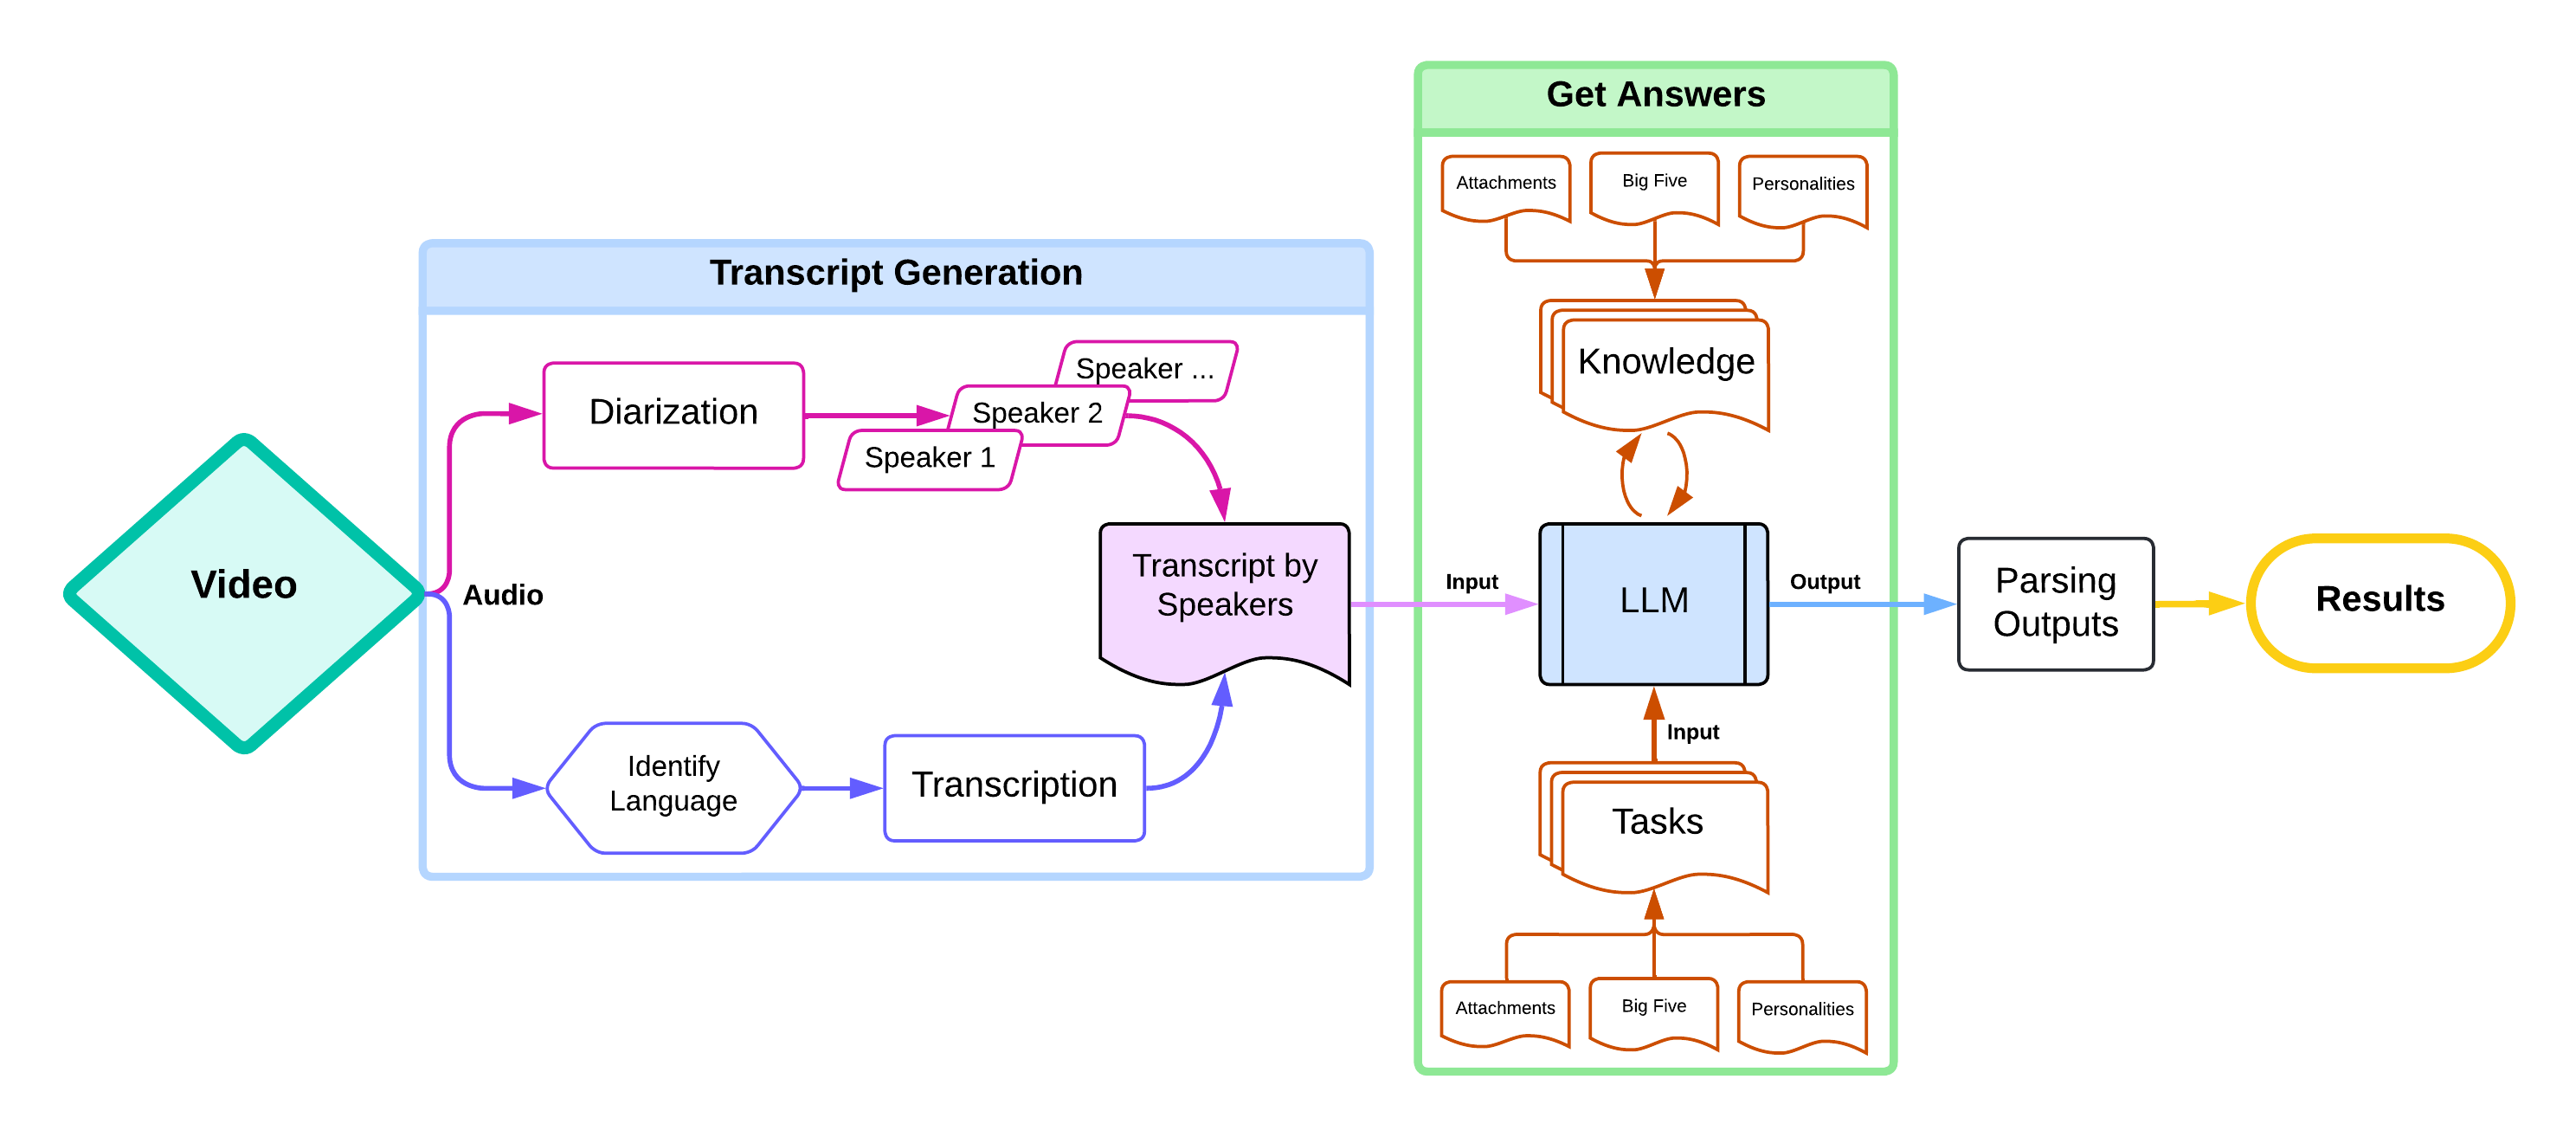 Video
Audio
Transcript Generation
Diarization
Speaker ...
Speaker 2
Speaker 1
Transcript by
Speakers
Identify
Language
Transcription
Get Answers
Attachments
Big Five
Personalities
Knowledge
Input
LLM
Output
Input
Tasks
Attachments
Big Five
Personalities
Parsing
Outputs
Results